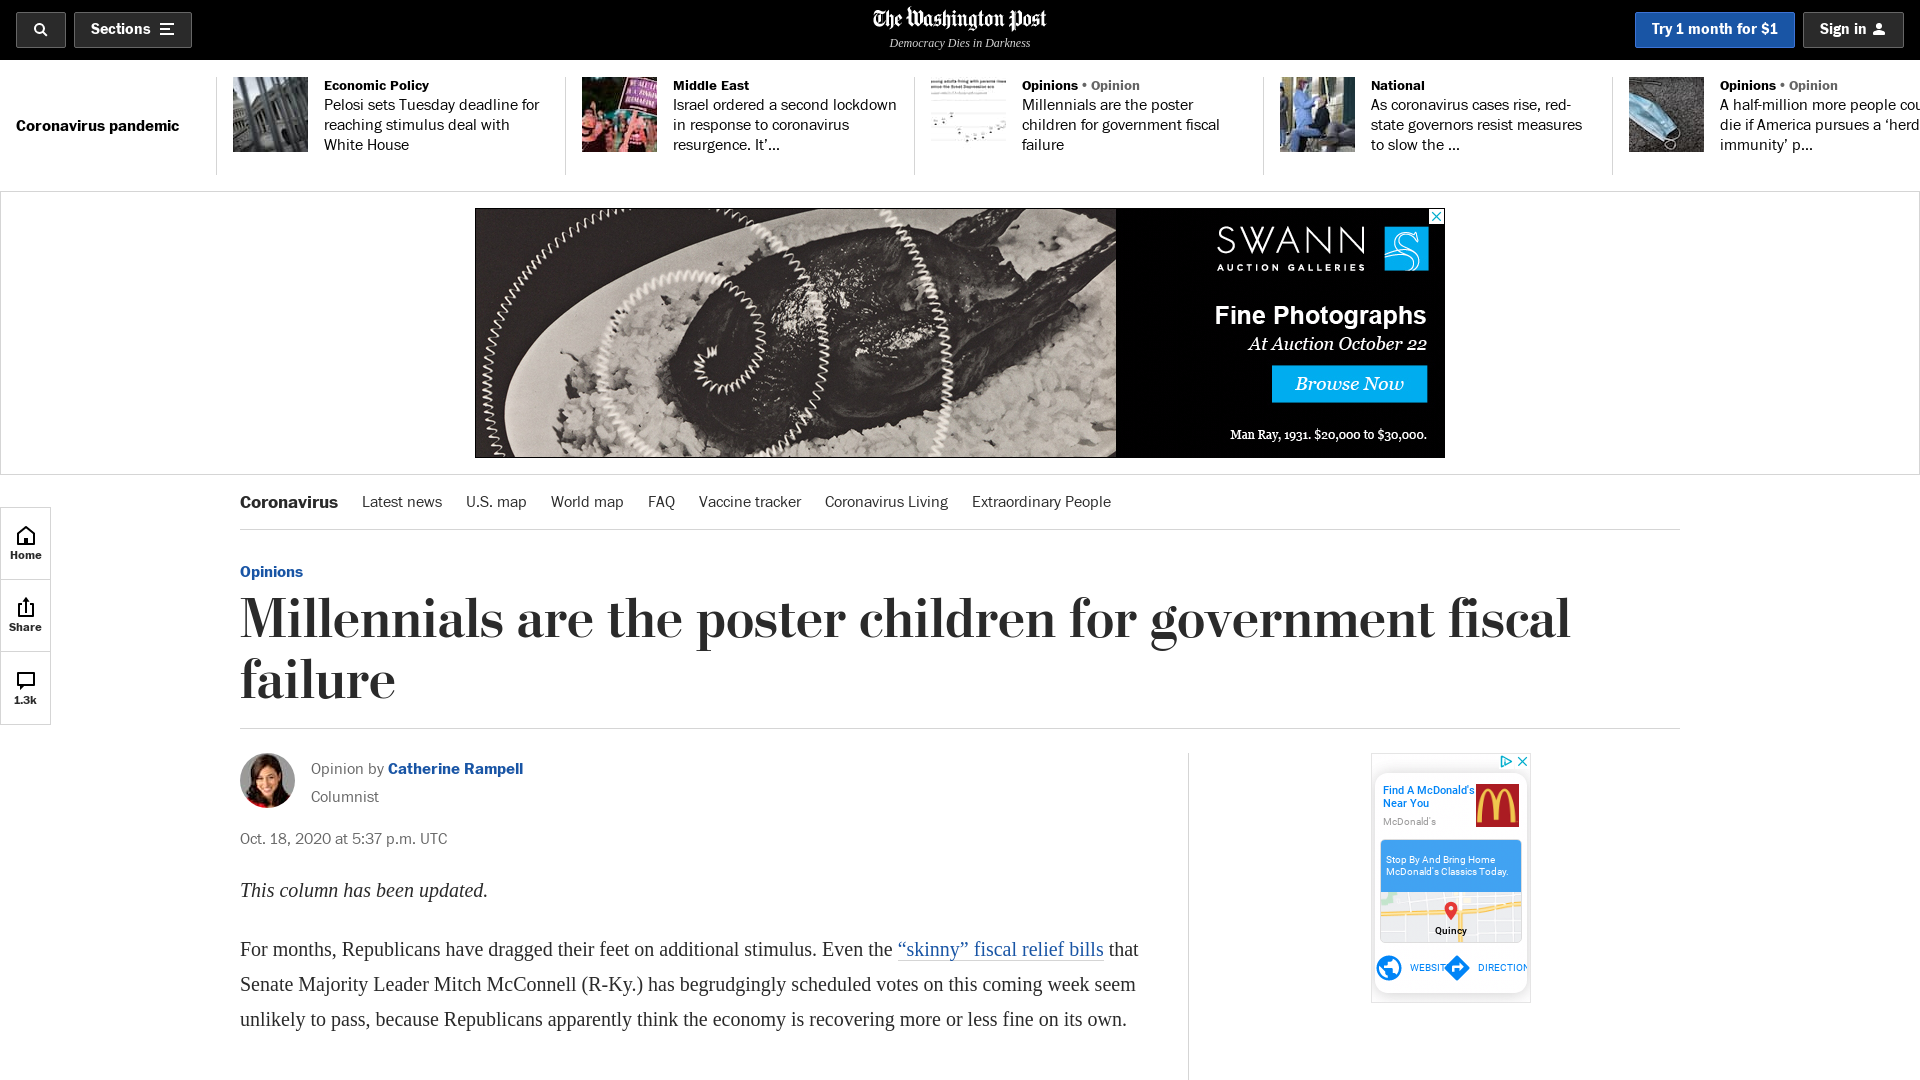 Sections
The Washington Post
Democracy Dies in Darkness
Try 1 month for $1
Sign in
Coronavirus pandemic
Economic Policy
Pelosi sets Tuesday deadline for
reaching stimulus deal with
White House
Middle East
Israel ordered a second lockdown
in response to coronavirus
resurgence. It’...
Opinions • Opinion
Millennials are the poster
children for government fiscal
failure
National
As coronavirus cases rise, red-
state governors resist measures
to slow the ...
Opinions • Opinion
A half-million more people cou
die if America pursues a ‘herd
immunity’ p...
SWANN
AUCTION GALLERIES
Fine Photographs
At Auction October 22
Browse Now
Man Ray, 1931. $20,000 to $30,000.
Coronavirus
Latest news
U.S. map
World map
FAQ
Vaccine tracker
Coronavirus Living
Extraordinary People
Home
Share
1.3k
Opinions
Millennials are the poster children for government fiscal
failure
Opinion by Catherine Rampell
Columnist
Oct. 18, 2020 at 5:37 p.m. UTC
This column has been updated.
For months, Republicans have dragged their feet on additional stimulus. Even the “skinny” fiscal relief bills that
Senate Majority Leader Mitch McConnell (R-Ky.) has begrudgingly scheduled votes on this coming week seem
unlikely to pass, because Republicans apparently think the economy is recovering more or less fine on its own.
Find A McDonald's
Near You
McDonald's
Stop By And Bring Home
McDonald's Classics Today.
Quincy
WEBSIT
DIRECTION